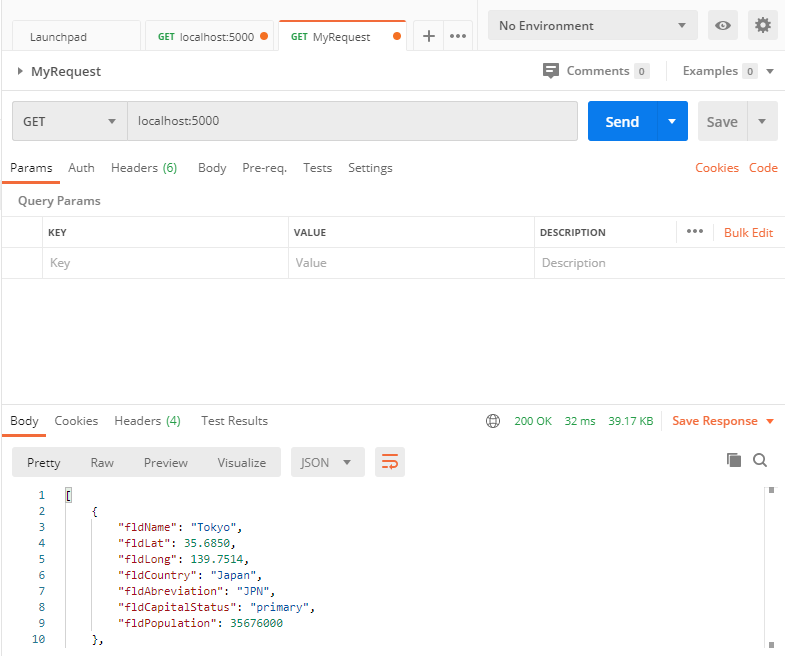 Launchpad GET localhost:5000 GET MyRequest + ••• No Environment
MyRequest Comments 0 Examples 0
GET localhost:5000 Send Save
Params Auth Headers (6) Body Pre-req. Tests Settings Cookies Code
Query Params
KEY VALUE DESCRIPTION ••• Bulk Edit
Key Value Description
Body Cookies Headers (4) Test Results 200 OK 32 ms 39.17 KB Save Response
Pretty Raw Preview Visualize JSON
1 [
2 {
3 "fldName": "Tokyo",
4 "fldLat": 35.6850,
5 "fldLong": 139.7514,
6 "fldCountry": "Japan",
7 "fldAbreviation": "JPN",
8 "fldCapitalStatus": "primary",
9 "fldPopulation": 35676000
10 },